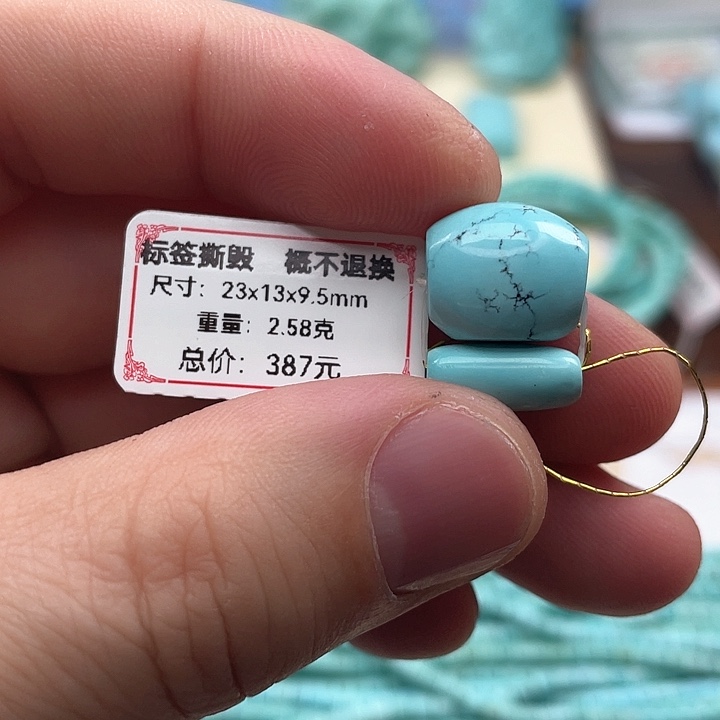 标签撕毁 概不退换
尺寸：23x13x9.5mm
重量：2.58克
总价：387元